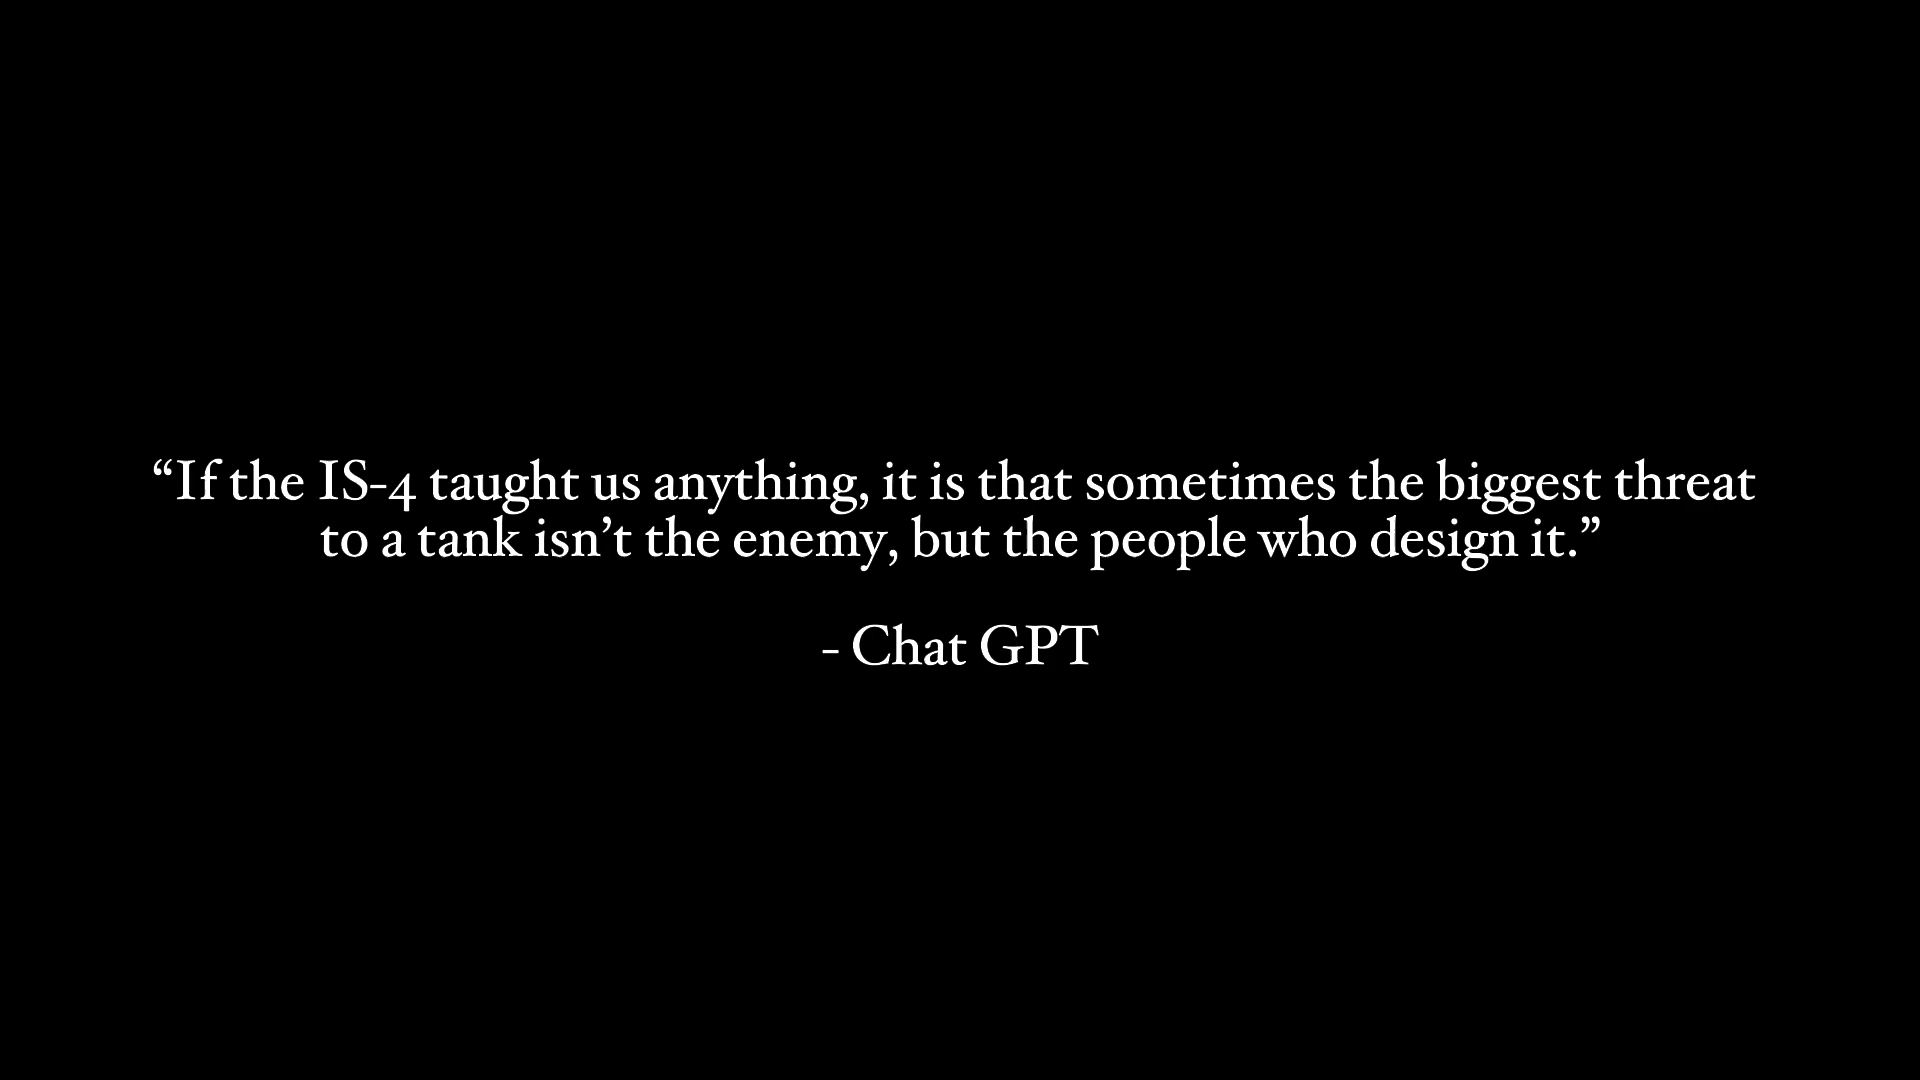 “If the IS-4 taught us anything, it is that sometimes the biggest threat
to a tank isn’t the enemy, but the people who design it.”
- Chat GPT